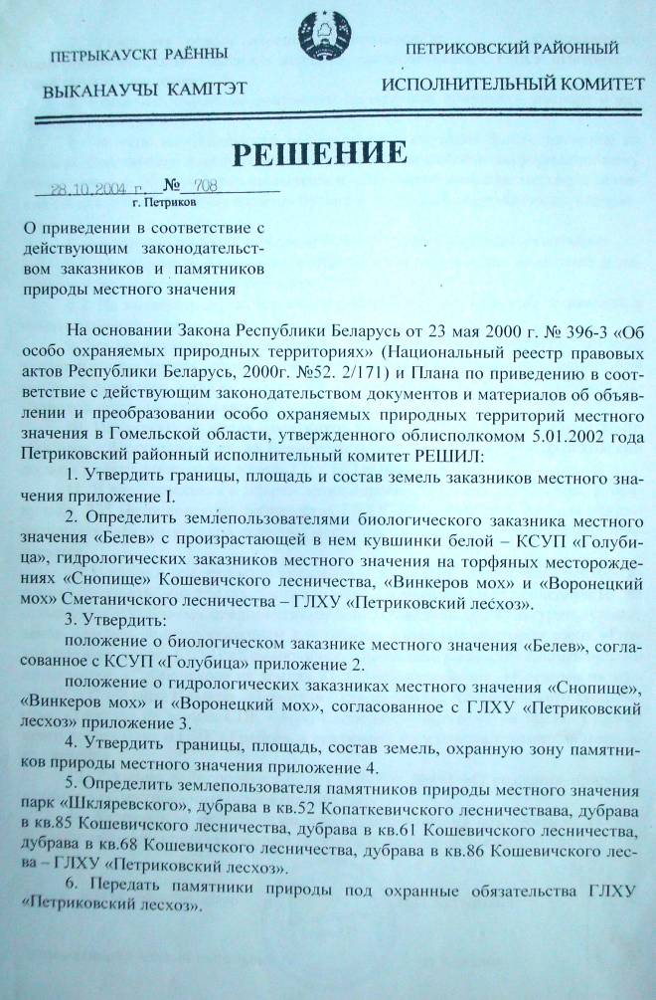 ПЕТРЫКАЎСКІ РАЁННЫ
ВЫКАНАЎЧЫ КАМІТЭТ
ПЕТРИКОВСКИЙ РАЙОННЫЙ
ИСПОЛНИТЕЛЬНЫЙ КОМИТЕТ
РЕШЕНИЕ
28.10.2004 г. № 708
г. Петриков
О приведении в соответствие с
действующим законодательст-
вом заказников и памятников
природы местного значения
На основании Закона Республики Беларусь от 23 мая 2000 г. № 396-3 «Об
особо охраняемых природных территориях» (Национальный реестр правовых
актов Республики Беларусь, 2000г. №52. 2/171) и Плана по приведению в соот-
ветствие с действующим законодательством документов и материалов об объяв-
лении и преобразовании особо охраняемых природных территорий местного
значения в Гомельской области, утвержденного облисполкомом 5.01.2002 года
Петриковский районный исполнительный комитет РЕШИЛ:
1. Утвердить границы, площадь и состав земель заказников местного зна-
чения приложение I.
2. Определить землепользователями биологического заказника местного
значения «Белев» с произрастающей в нем кувшинки белой – КСУП «Голуби-
ца», гидрологических заказников местного значения на торфяных месторожде-
ниях «Снопище» Кошевичского лесничества, «Винкеров мох» и «Воронецкий
мох» Сметаничского лесничества – ГЛХУ «Петриковский лесхоз».
3. Утвердить:
положение о биологическом заказнике местного значения «Белев», согла-
сованное с КСУП «Голубица» приложение 2.
положение о гидрологических заказниках местного значения «Снопище»,
«Винкеров мох» и «Воронецкий мох», согласованное с ГЛХУ «Петриковский
лесхоз» приложение 3.
4. Утвердить границы, площадь, состав земель, охранную зону памятни-
ков природы местного значения приложение 4.
5. Определить землепользователя памятников природы местного значения
парк «Шкляревского», дубрава в кв.52 Копаткевичского лесничествава, дубрава
в кв.85 Кошевичского лесничества, дубрава в кв.61 Кошевичского лесничества,
дубрава в кв.68 Кошевичского лесничества, дубрава в кв.86 Кошевичского лес-
ва – ГЛХУ «Петриковский лесхоз».
6. Передать памятники природы под охранные обязательства ГЛХУ
«Петриковский лесхоз».